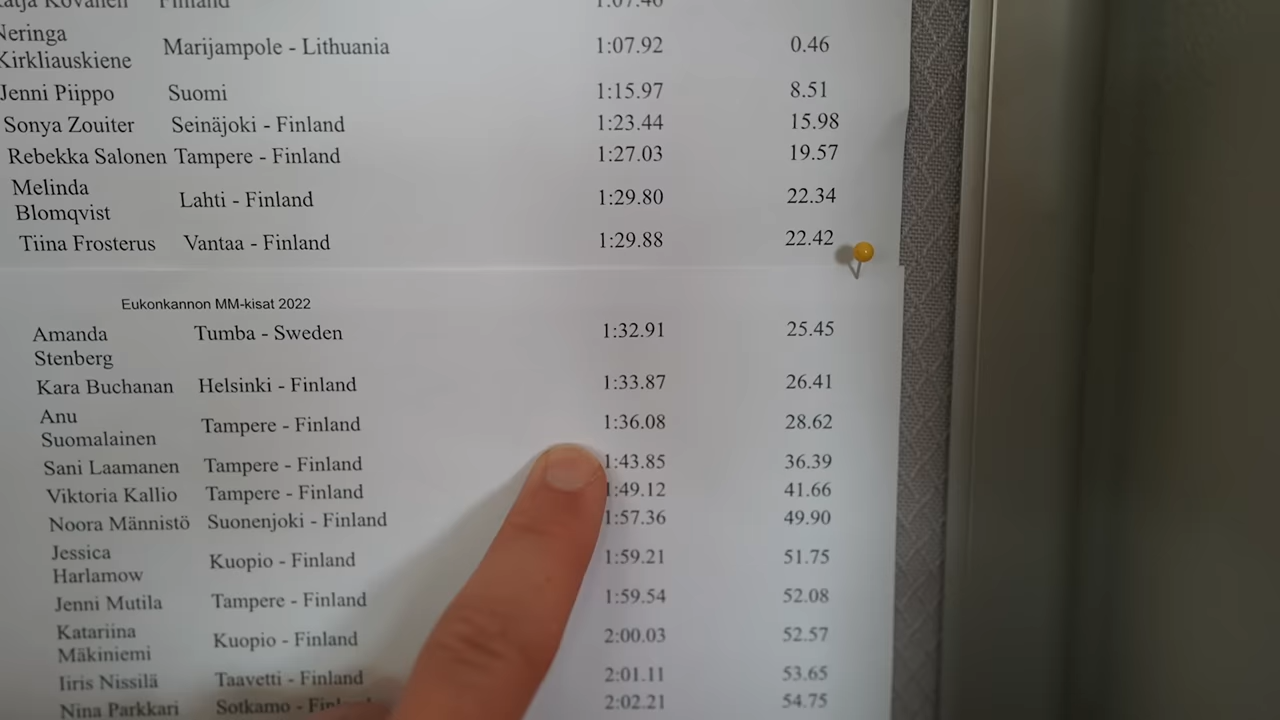 Kovanen Finland 1:07.46
Neringa
Kirkliauskiene Marijampole - Lithuania 1:07.92 0.46
Jenni Piippo Suomi 1:15.97 8.51
Sonya Zouiter Seinäjoki - Finland 1:23.44 15.98
Rebekka Salonen Tampere - Finland 1:27.03 19.57
Melinda
Blomqvist Lahti - Finland 1:29.80 22.34
Tiina Frosterus Vantaa - Finland 1:29.88 22.42
Eukonkannon MM-kisat 2022
Amanda
Stenberg Tumba - Sweden 1:32.91 25.45
Kara Buchanan Helsinki - Finland 1:33.87 26.41
Anu
Suomalainen Tampere - Finland 1:36.08 28.62
Sani Laamanen Tampere - Finland 1:43.85 36.39
Viktoria Kallio Tampere - Finland 1:49.12 41.66
Noora Männistö Suonenjoki - Finland 1:57.36 49.90
Jessica
Harlamow Kuopio - Finland 1:59.21 51.75
Jenni Mutila Tampere - Finland 1:59.54 52.08
Katariina
Mäkiniemi Kuopio - Finland 2:00.03 52.57
Iiris Nissilä Taavetti - Finland 2:01.11 53.65
Nina Parkkari Sotkamo - Finland 2:02.21 54.75